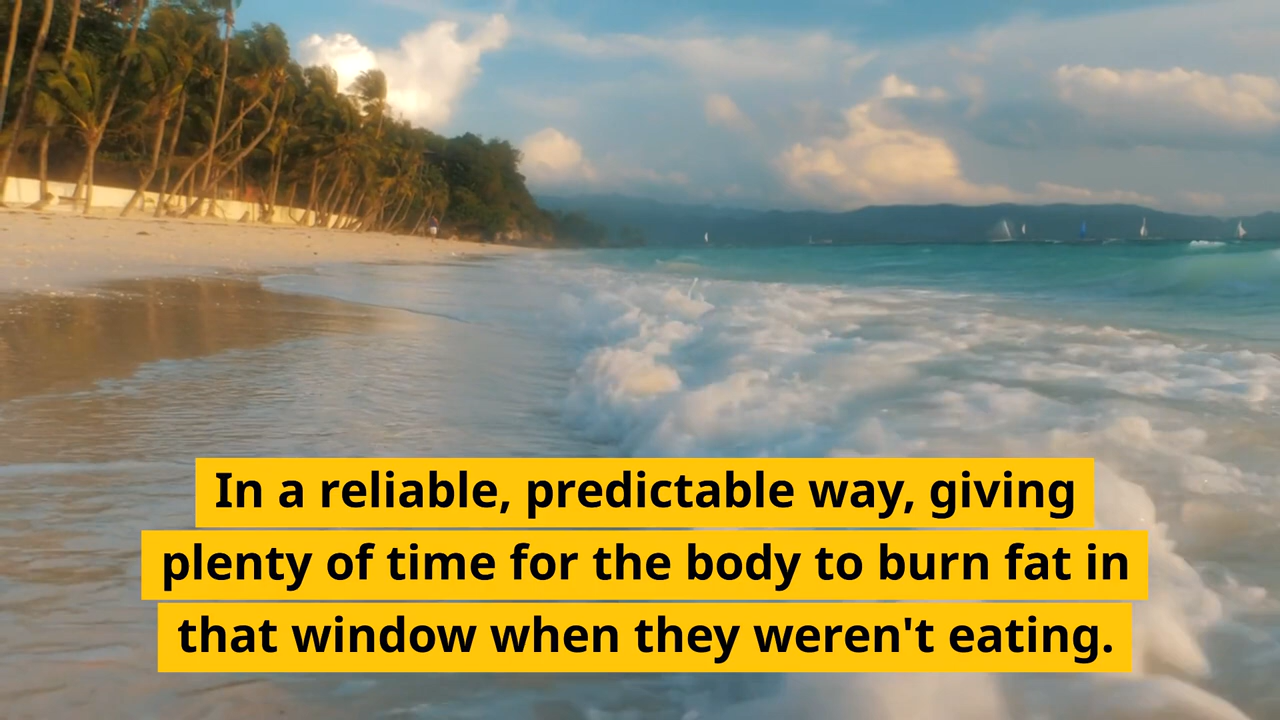 In a reliable, predictable way, giving
plenty of time for the body to burn fat in
that window when they weren't eating.